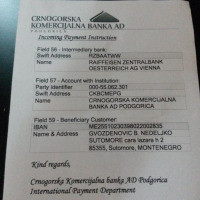 CRNOGORSKA
KOMERCIJALNA BANKA AD
PODGORICA
Incoming Payment Instruction
Field 56 - Intermediary bank:
Swift Address RZBAATWW
Name RAIFFEISEN ZENTRALBANK
OESTERREICH AG VIENNA
Field 57 - Account with Institution:
Party Identifier 000-55.062.301
Swift Address CKBCMEPG
Name CRNOGORSKA KOMERCIJALNA
BANKA AD PODGORICA
Field 59 - Beneficiary Customer:
IBAN
Name & Address GVOZDENOVIC B. NEDELJKO
SUTOMORE cara lazara h 2
85355, Sutomore, MONTENEGRO
Kind regards,
Crnogorska Komercijalna banka AD Podgorica
International Payment Department